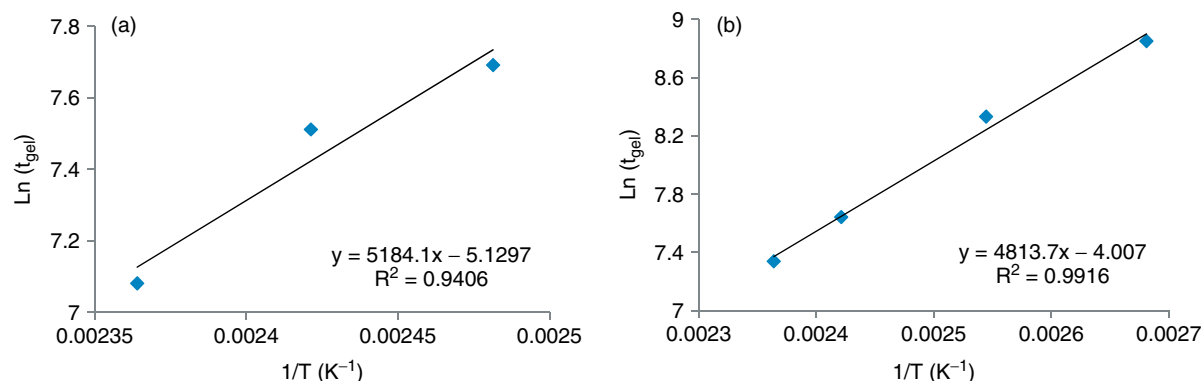 (a)
7.8
7.6
7.4
7.2
7
Ln (t_gel)
y = 5184.1x − 5.1297
R² = 0.9406
0.00235
0.0024
0.00245
0.0025
1/T (K⁻¹)
(b)
9
8.6
8.2
7.8
7.4
7
Ln (t_gel)
y = 4813.7x − 4.007
R² = 0.9916
0.0023
0.0024
0.0025
0.0026
0.0027
1/T (K⁻¹)